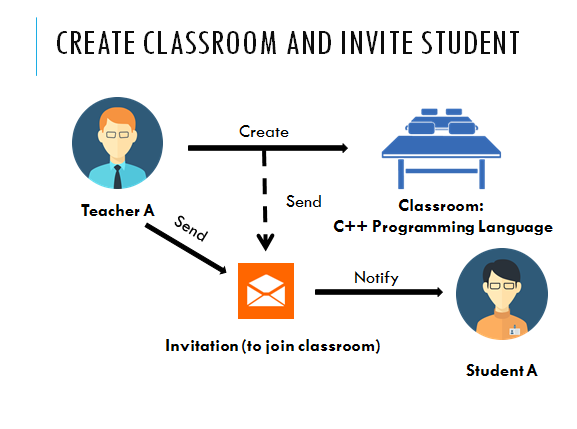 CREATE CLASSROOM AND INVITE STUDENT
Create
Send
Teacher A
Classroom:
C++ Programming Language
Send
Notify
Invitation (to join classroom)
Student A